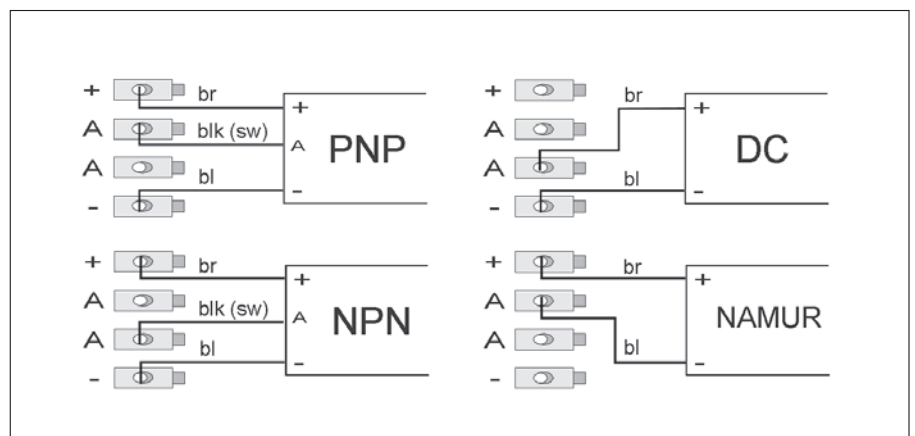 + br +
A blk (sw) A PNP
A bl
- -
+ br +
A DC
A bl
- -
+ br +
A blk (sw) A NPN
A bl
- -
+ br +
A NAMUR
A bl
- -